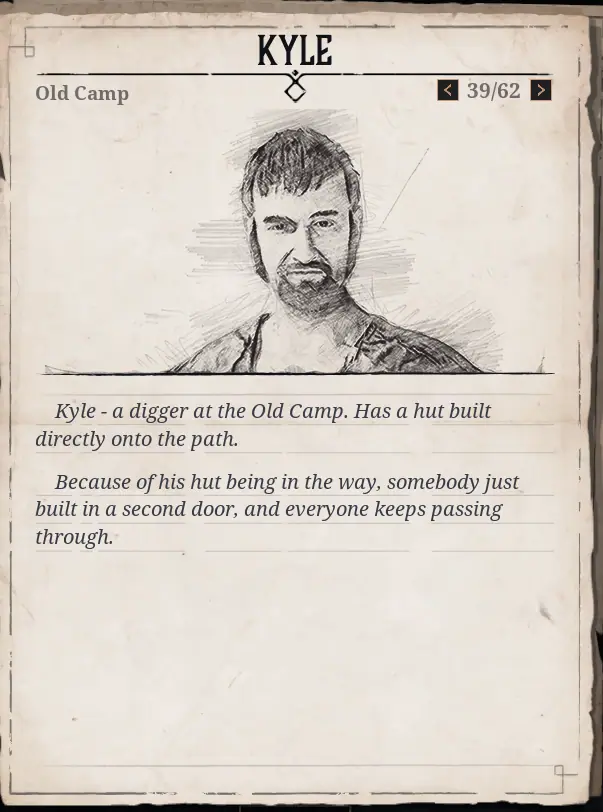 KYLE
Old Camp
39/62
Kyle - a digger at the Old Camp. Has a hut built
directly onto the path.
Because of his hut being in the way, somebody just
built in a second door, and everyone keeps passing
through.